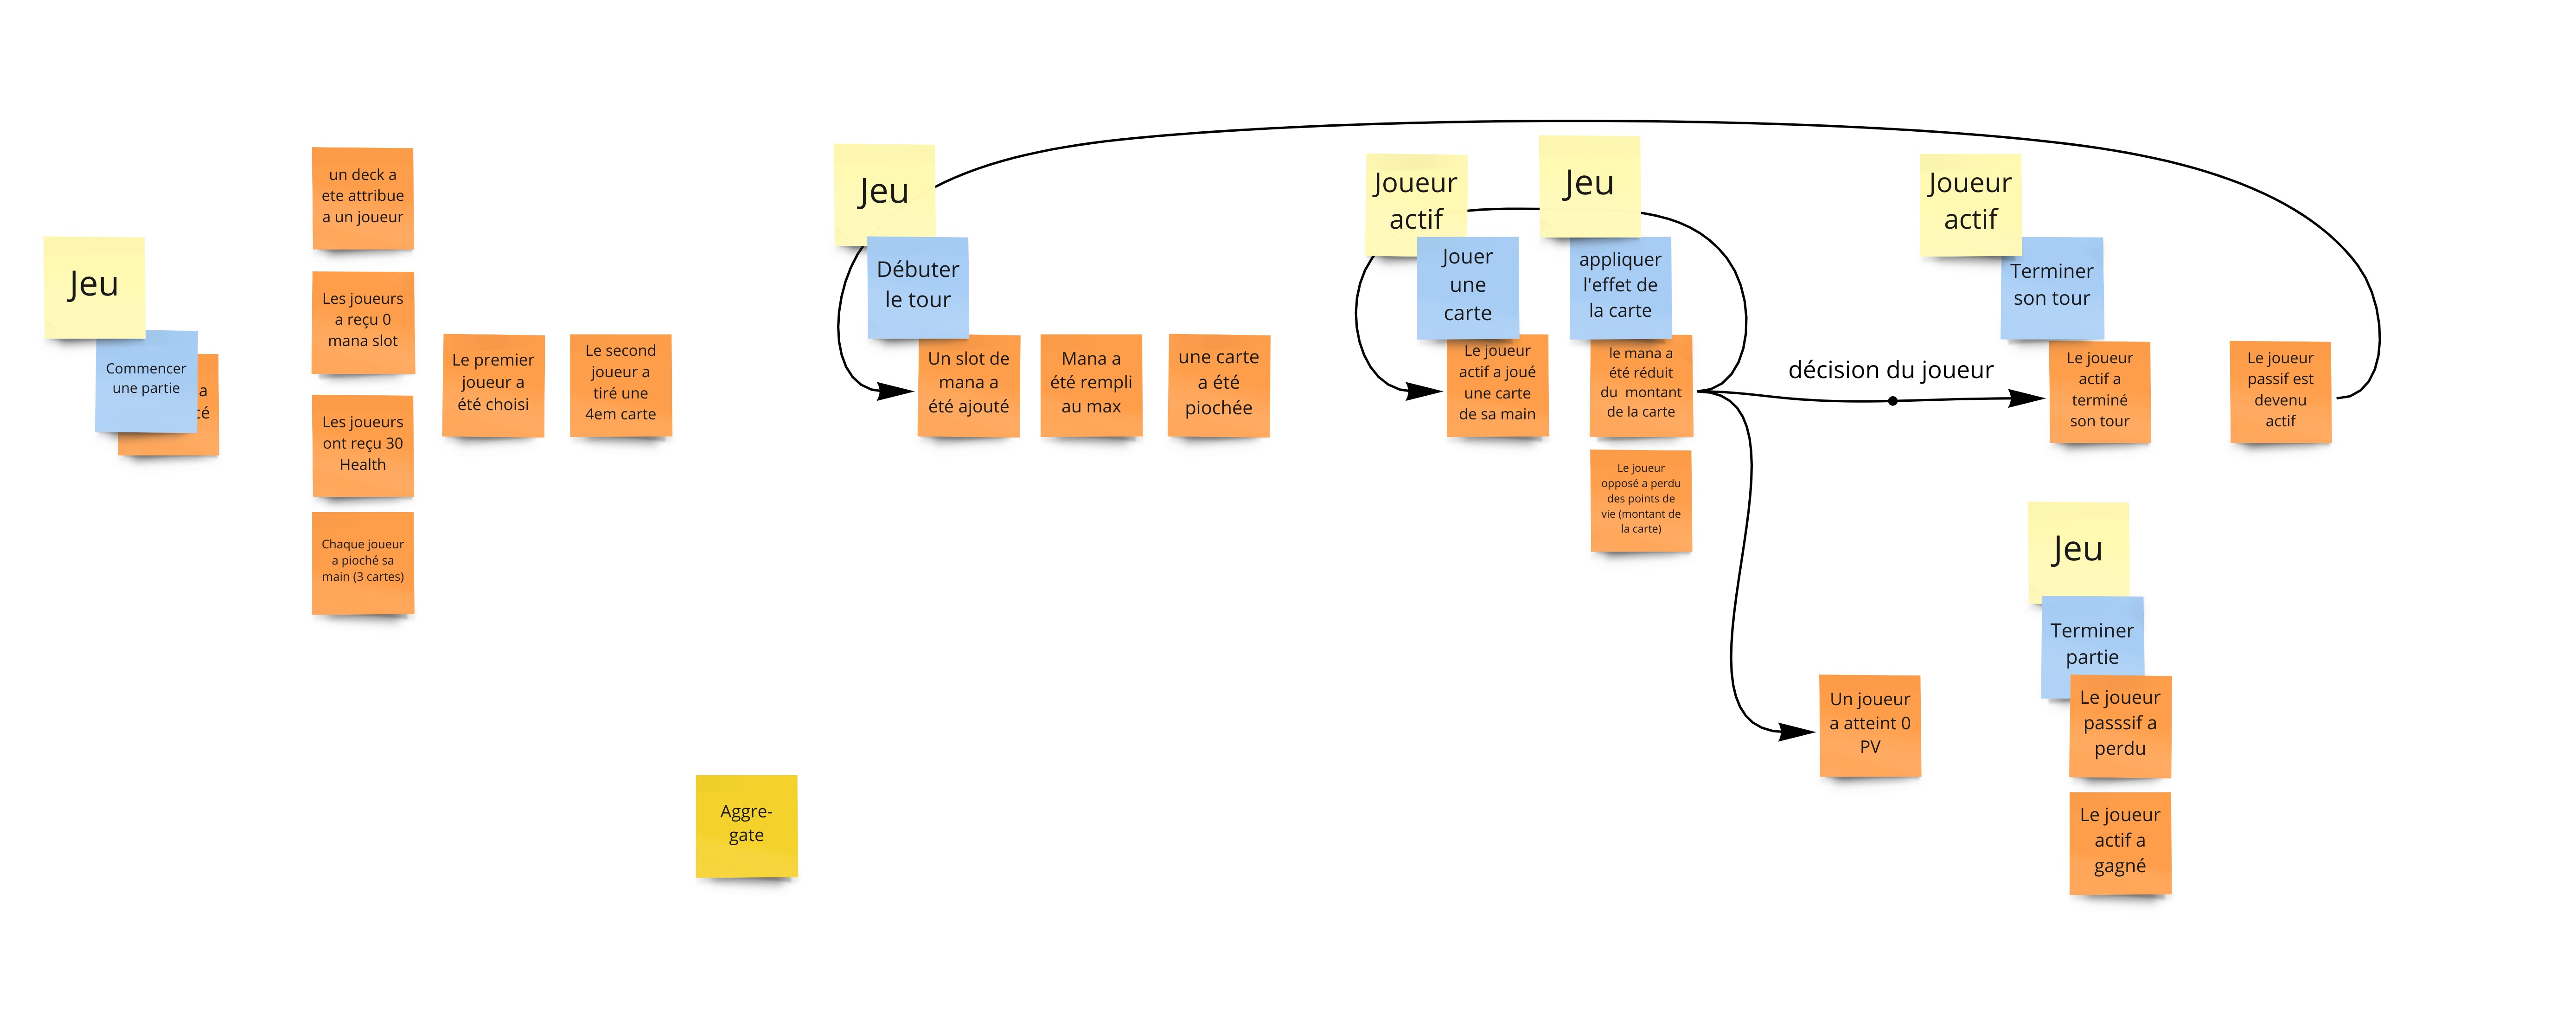 Jeu
Commencer
une partie
a
cé
un deck a
ete attribue
a un joueur
Les joueurs
a reçu 0
mana slot
Les joueurs
ont reçu 30
Health
Chaque joueur
a pioché sa
main (3 cartes)
Le premier
joueur a
été choisi
Le second
joueur a
tiré une
4em carte
Jeu
Débuter
le tour
Un slot de
mana a
été ajouté
Mana a
été rempli
au max
une carte
a été
piochée
Joueur
actif
Jouer
une
carte
Le joueur
actif a joué
une carte
de sa main
Jeu
appliquer
l'effet de
la carte
le mana a
été réduit
du montant
de la carte
Le joueur
opposé a perdu
des points de
vie (montant de
la carte)
décision du joueur
Joueur
actif
Terminer
son tour
Le joueur
actif a
terminé
son tour
Le joueur
passif est
devenu
actif
Un joueur
a atteint 0
PV
Jeu
Terminer
partie
Le joueur
passsif a
perdu
Le joueur
actif a
gagné
Aggre-
gate